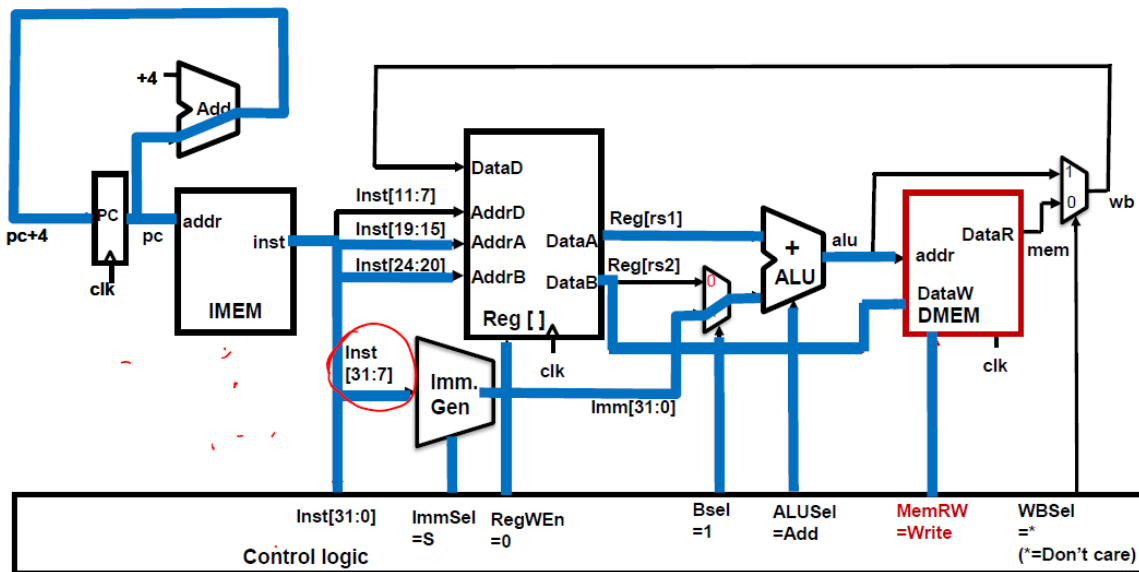 +4
Add
DataD
1
0
wb
PC
addr
inst
Inst[11:7]
AddrD
Inst[19:15]
AddrA
Inst[24:20]
AddrB
DataA
DataB
Reg[rs1]
Reg[rs2]
0
+
ALU
alu
addr
DataR
mem
DataW
DMEM
pc+4
pc
clk
IMEM
Reg [ ]
clk
clk
Inst
[31:7]
Imm.
Gen
Imm[31:0]
Inst[31:0]
ImmSel
=S
RegWEn
=0
Bsel
=1
ALUSel
=Add
MemRW
=Write
WBSel
=*
(*=Don't care)
Control logic